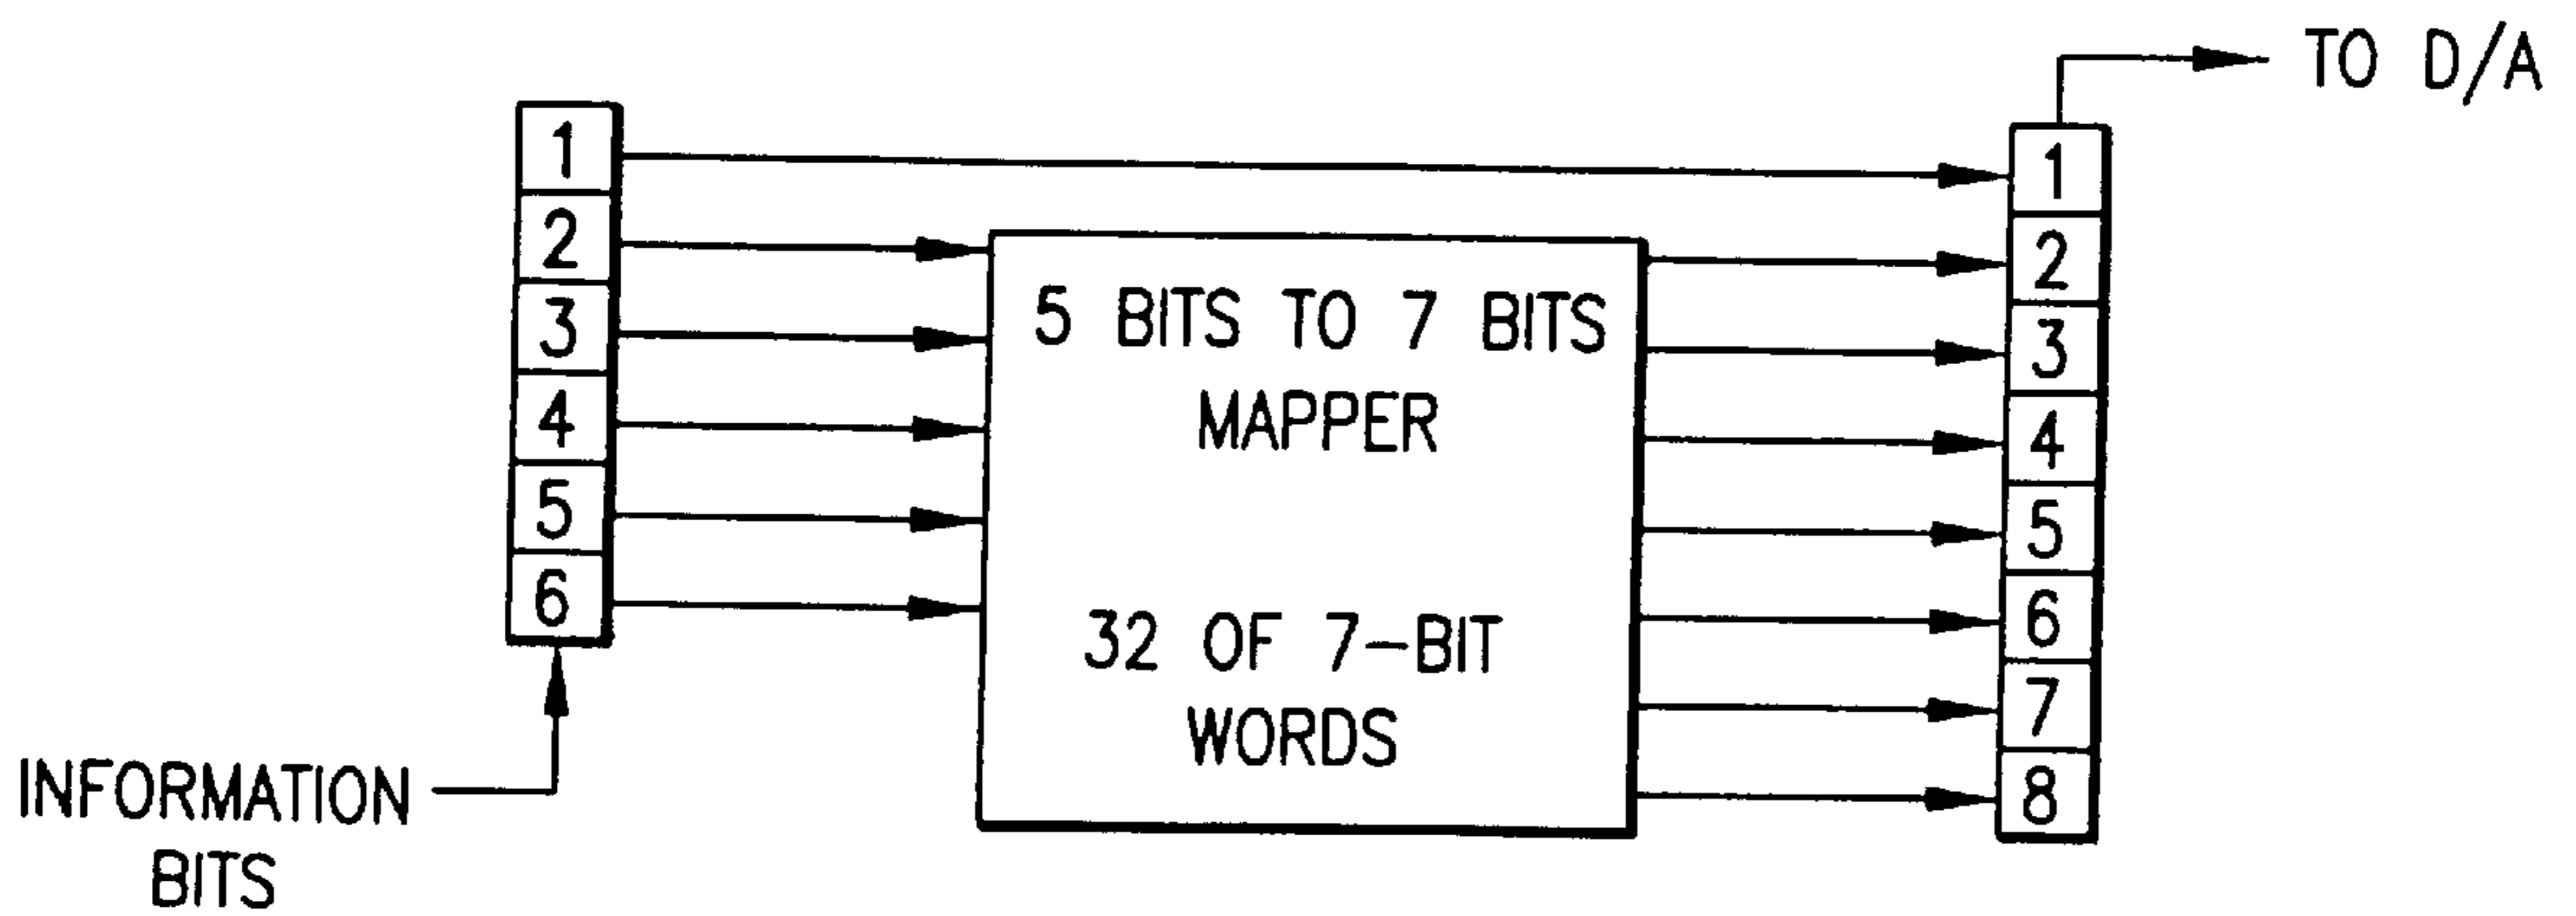 TO D/A
1
2
3
4
5
6
5 BITS TO 7 BITS
MAPPER
32 OF 7-BIT
WORDS
1
2
3
4
5
6
7
8
INFORMATION
BITS